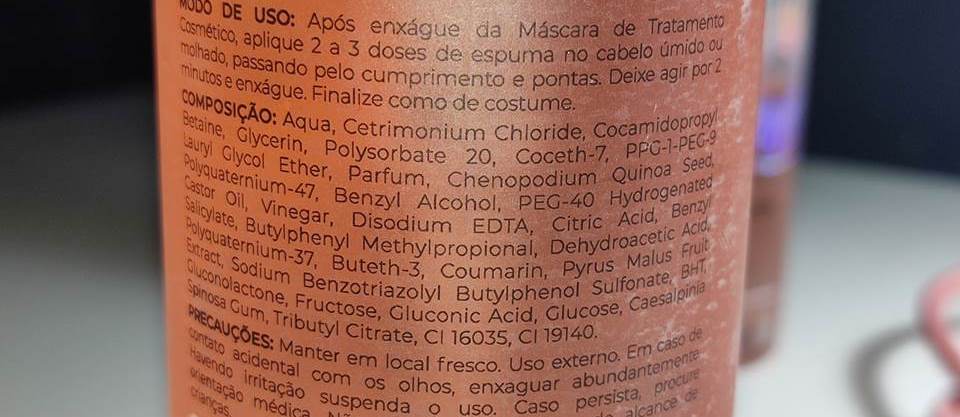 MODO DE USO: Após enxágue da Máscara de Tratamento
Cosmético, aplique 2 a 3 doses de espuma no cabelo úmido ou
molhado, passando pelo cumprimento e pontas. Deixe agir por 2
minutos e enxágue. Finalize como de costume.
COMPOSIÇÃO: Aqua, Cetrimonium Chloride, Cocamidopropyl
Betaine, Glycerin, Polysorbate 20, Coceth-7, PPG-1-PEG-9
Lauryl Glycol Ether, Parfum, Chenopodium Quinoa Seed,
Polyquaternium-47, Benzyl Alcohol, PEG-40 Hydrogenated
Castor Oil, Vinegar, Disodium EDTA, Citric Acid, Benzyl
Salicylate, Butylphenyl Methylpropional, Dehydroacetic Acid,
Polyquaternium-37, Buteth-3, Coumarin, Pyrus Malus Fruit
Extract, Sodium Benzotriazolyl Butylphenol Sulfonate, BHT,
Gluconolactone, Fructose, Gluconic Acid, Glucose, Caesalpinia
Spinosa Gum, Tributyl Citrate, CI 16035, CI 19140.
PRECAUÇÕES: Manter em local fresco. Uso externo. Em caso de
contato acidental com os olhos, enxaguar abundantemente.
Havendo irritação suspenda o uso. Caso persista, procure
orientação médica. alcance de
crianças.